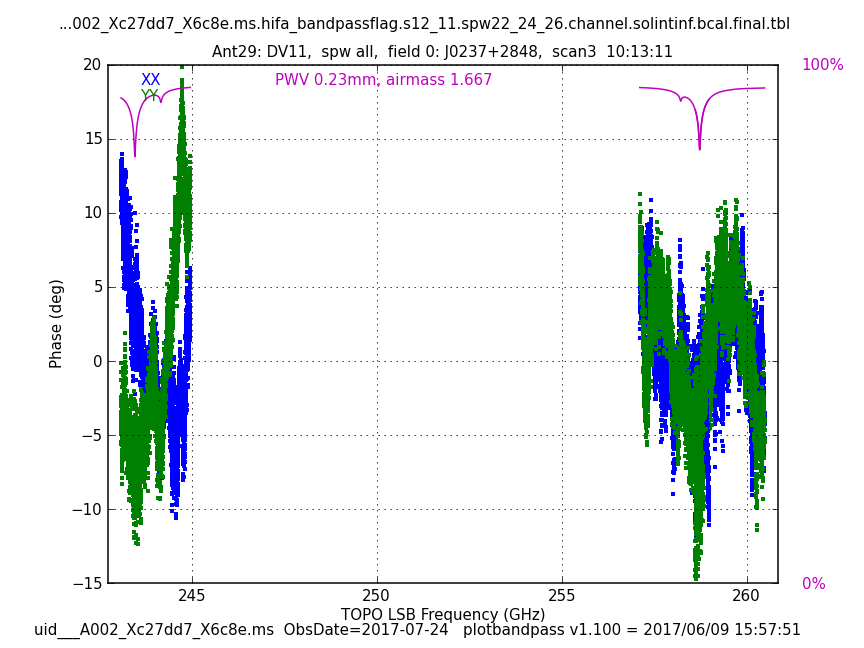 ...002_Xc27dd7_X6c8e.ms.hifa_bandpassflag.s12_11.spw22_24_26.channel.solintinf.bcal.final.tbl
Ant29: DV11,  spw all,  field 0: J0237+2848,  scan3  10:13:11
20
XX
YY
PWV 0.23mm, airmass 1.667
100%
15
10
5
0
−5
−10
−15
Phase (deg)
245
250
255
260
0%
TOPO LSB Frequency (GHz)
uid___A002_Xc27dd7_X6c8e.ms  ObsDate=2017-07-24   plotbandpass v1.100 = 2017/06/09 15:57:51